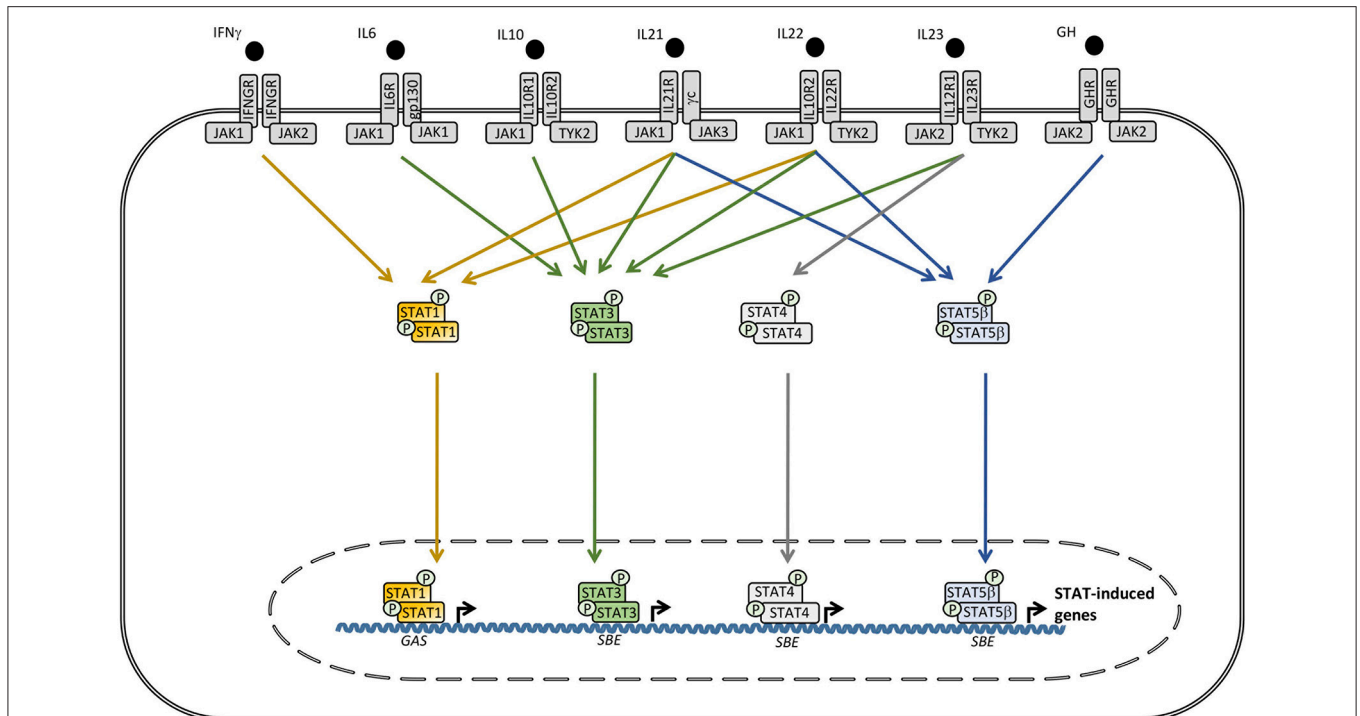 IFNγ
IL6
IL10
IL21
IL22
IL23
GH
IFNGR
IFNGR
IL6R
gp130
IL10R1
IL10R2
IL21R
γc
IL10R2
IL22R
IL12R1
IL23R
GHR
GHR
JAK1
JAK2
JAK1
JAK1
JAK1
TYK2
JAK1
JAK3
JAK1
TYK2
JAK2
TYK2
JAK2
JAK2
P
STAT1
P
STAT1
P
STAT3
P
STAT3
P
STAT4
P
STAT4
P
STAT5β
P
STAT5β
P
STAT1
P
STAT1
P
STAT3
P
STAT3
P
STAT4
P
STAT4
P
STAT5β
P
STAT5β
STAT-induced
genes
GAS
SBE
SBE
SBE